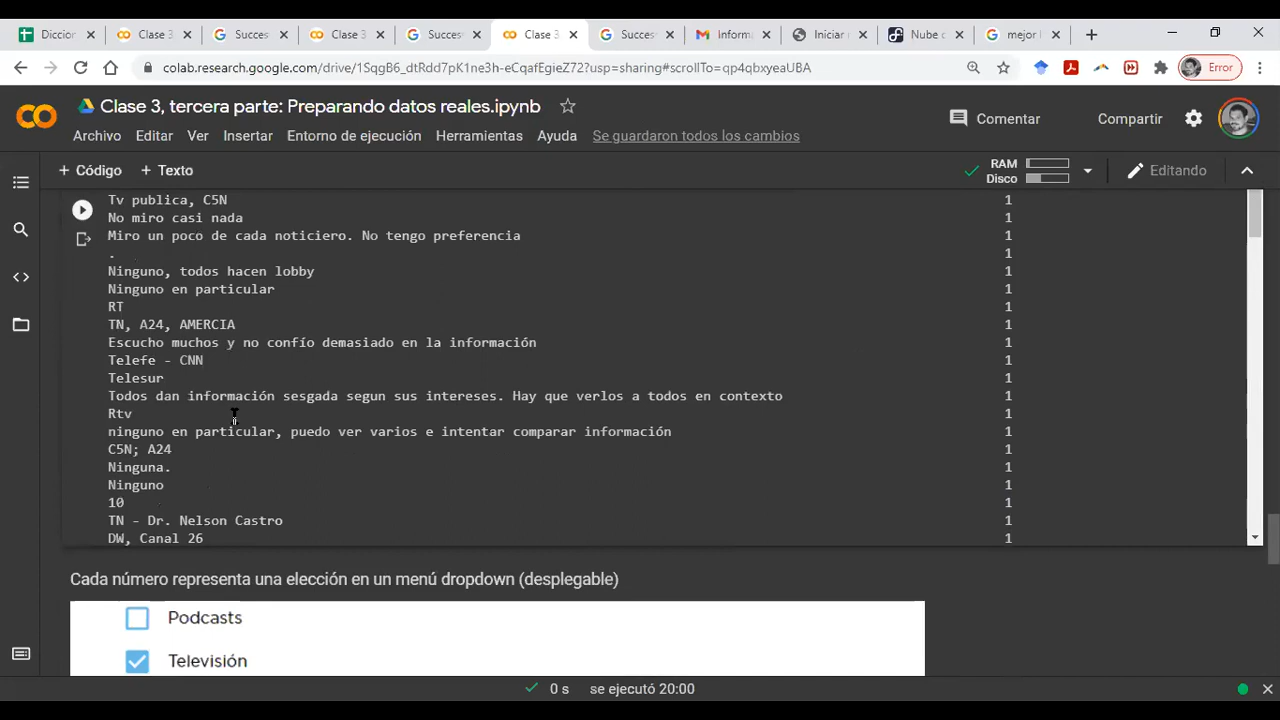 Diccion
Clase 3
Succes
Clase 3
Succes
Clase 3
Succes
Informa
Iniciar
Nube c
mejor l
colab.research.google.com/drive/1SqgB6_dtRdd7pK1ne3h-eCqafEgieZ72?usp=sharing#scrollTo=qp4qbxyeaUBA
Error
Clase 3, tercera parte: Preparando datos reales.ipynb
Comentar
Compartir
Archivo Editar Ver Insertar Entorno de ejecución Herramientas Ayuda Se guardaron todos los cambios
+ Código + Texto
RAM
Disco
Editando
Tv publica, C5N 1
No miro casi nada 1
Miro un poco de cada noticiero. No tengo preferencia 1
. 1
Ninguno, todos hacen lobby 1
Ninguno en particular 1
RT 1
TN, A24, AMERCIA 1
Escucho muchos y no confío demasiado en la información 1
Telefe - CNN 1
Telesur 1
Todos dan información sesgada segun sus intereses. Hay que verlos a todos en contexto 1
Rtv 1
ninguno en particular, puedo ver varios e intentar comparar información 1
C5N; A24 1
Ninguna. 1
Ninguno 1
10 1
TN - Dr. Nelson Castro 1
DW, Canal 26 1
Cada número representa una elección en un menú dropdown (desplegable)
Podcasts
Televisión
0 s se ejecutó 20:00